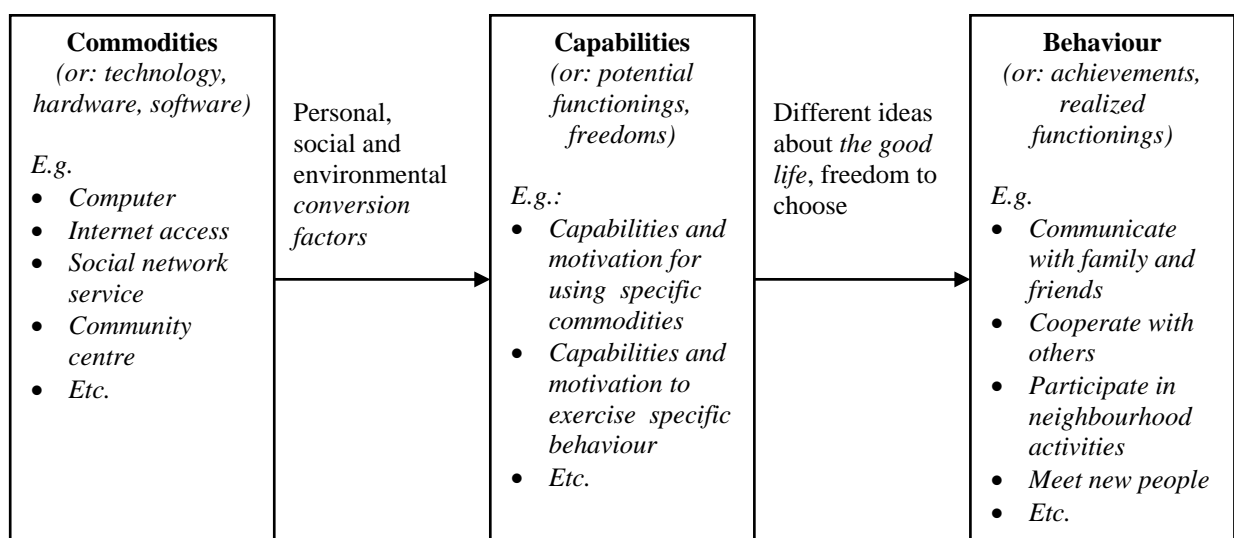 Commodities
(or: technology,
hardware, software)
E.g.
• Computer
• Internet access
• Social network
service
• Community
centre
• Etc.
Personal,
social and
environmental
conversion
factors
Capabilities
(or: potential
functionings,
freedoms)
E.g.:
• Capabilities and
motivation for
using specific
commodities
• Capabilities and
motivation to
exercise specific
behaviour
• Etc.
Different ideas
about the good
life, freedom to
choose
Behaviour
(or: achievements,
realized
functionings)
E.g.
• Communicate
with family and
friends
• Cooperate with
others
• Participate in
neighbourhood
activities
• Meet new people
• Etc.